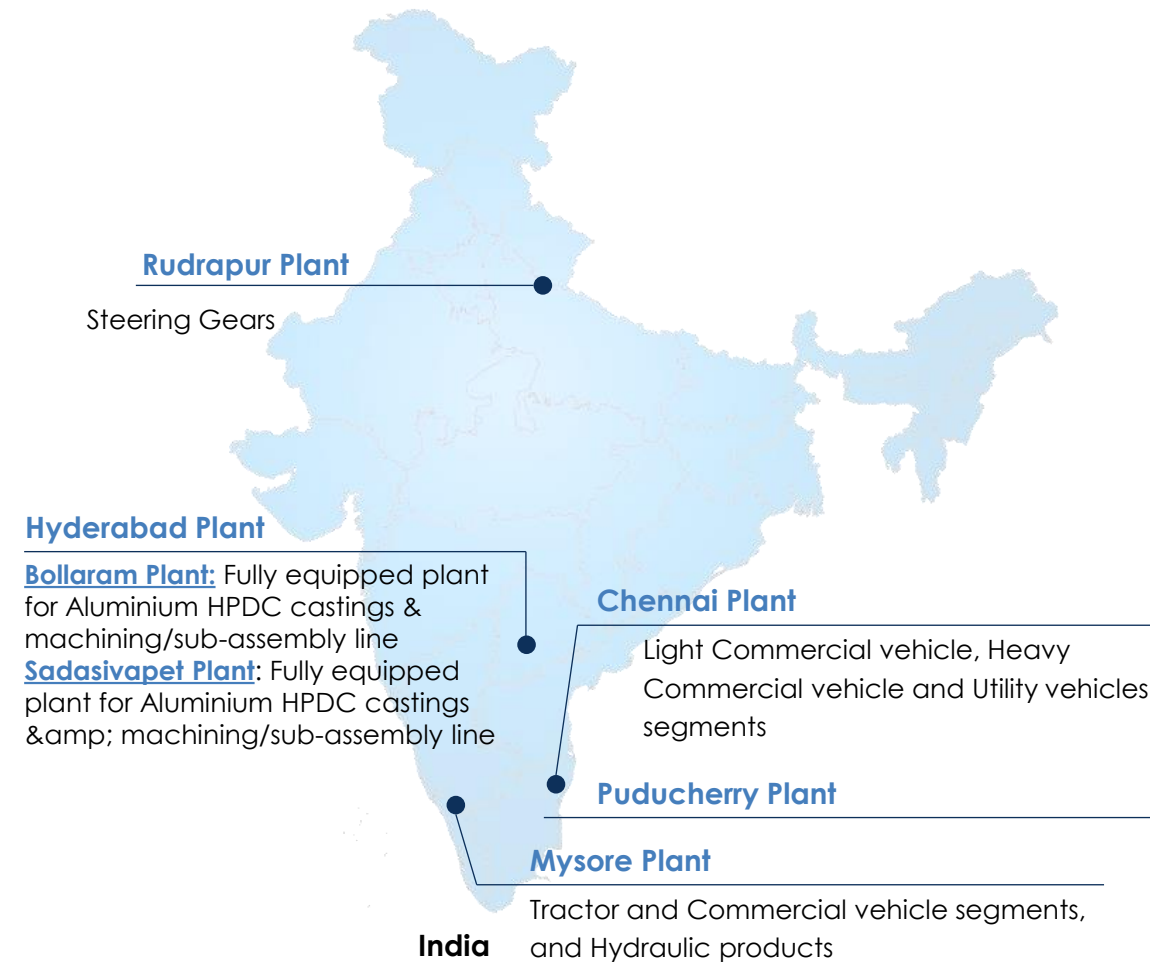 Rudrapur Plant
Steering Gears
Hyderabad Plant
Bollaram Plant: Fully equipped plant
for Aluminium HPDC castings &
machining/sub-assembly line
Sadasivapet Plant: Fully equipped
plant for Aluminium HPDC castings
&amp; machining/sub-assembly line
Chennai Plant
Light Commercial vehicle, Heavy
Commercial vehicle and Utility vehicles
segments
Puducherry Plant
Mysore Plant
Tractor and Commercial vehicle segments,
and Hydraulic products
India